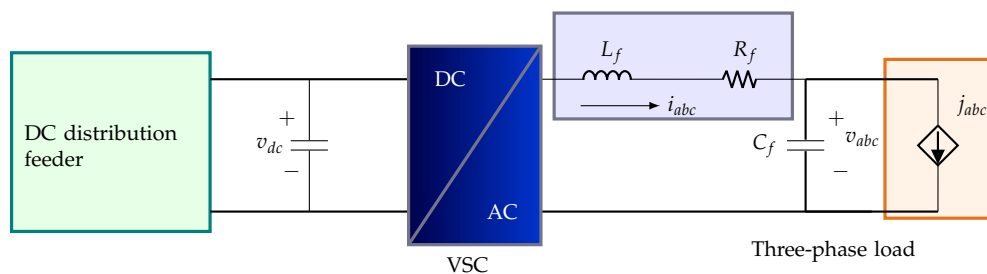 L_f
R_f
i_abc
DC distribution
feeder
+
v_dc
−
DC
AC
VSC
C_f
+
v_abc
−
j_abc
Three-phase load